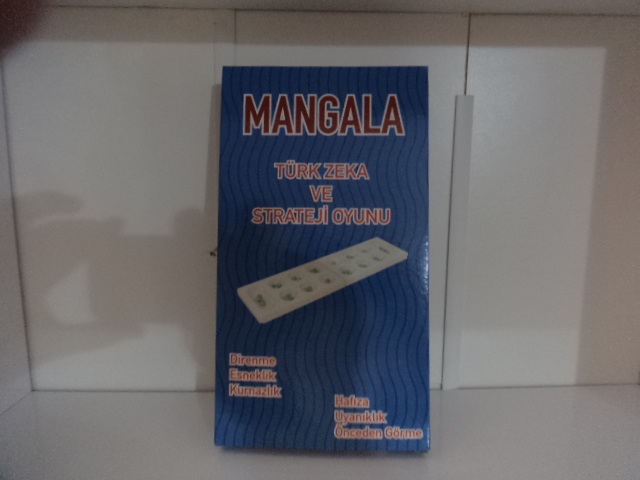 MANGALA
TÜRK ZEKA
VE
STRATEJİ OYUNU
Direnme
Esneklik
Kurnazlık
Hafıza
Uyanıklık
Önceden Görme